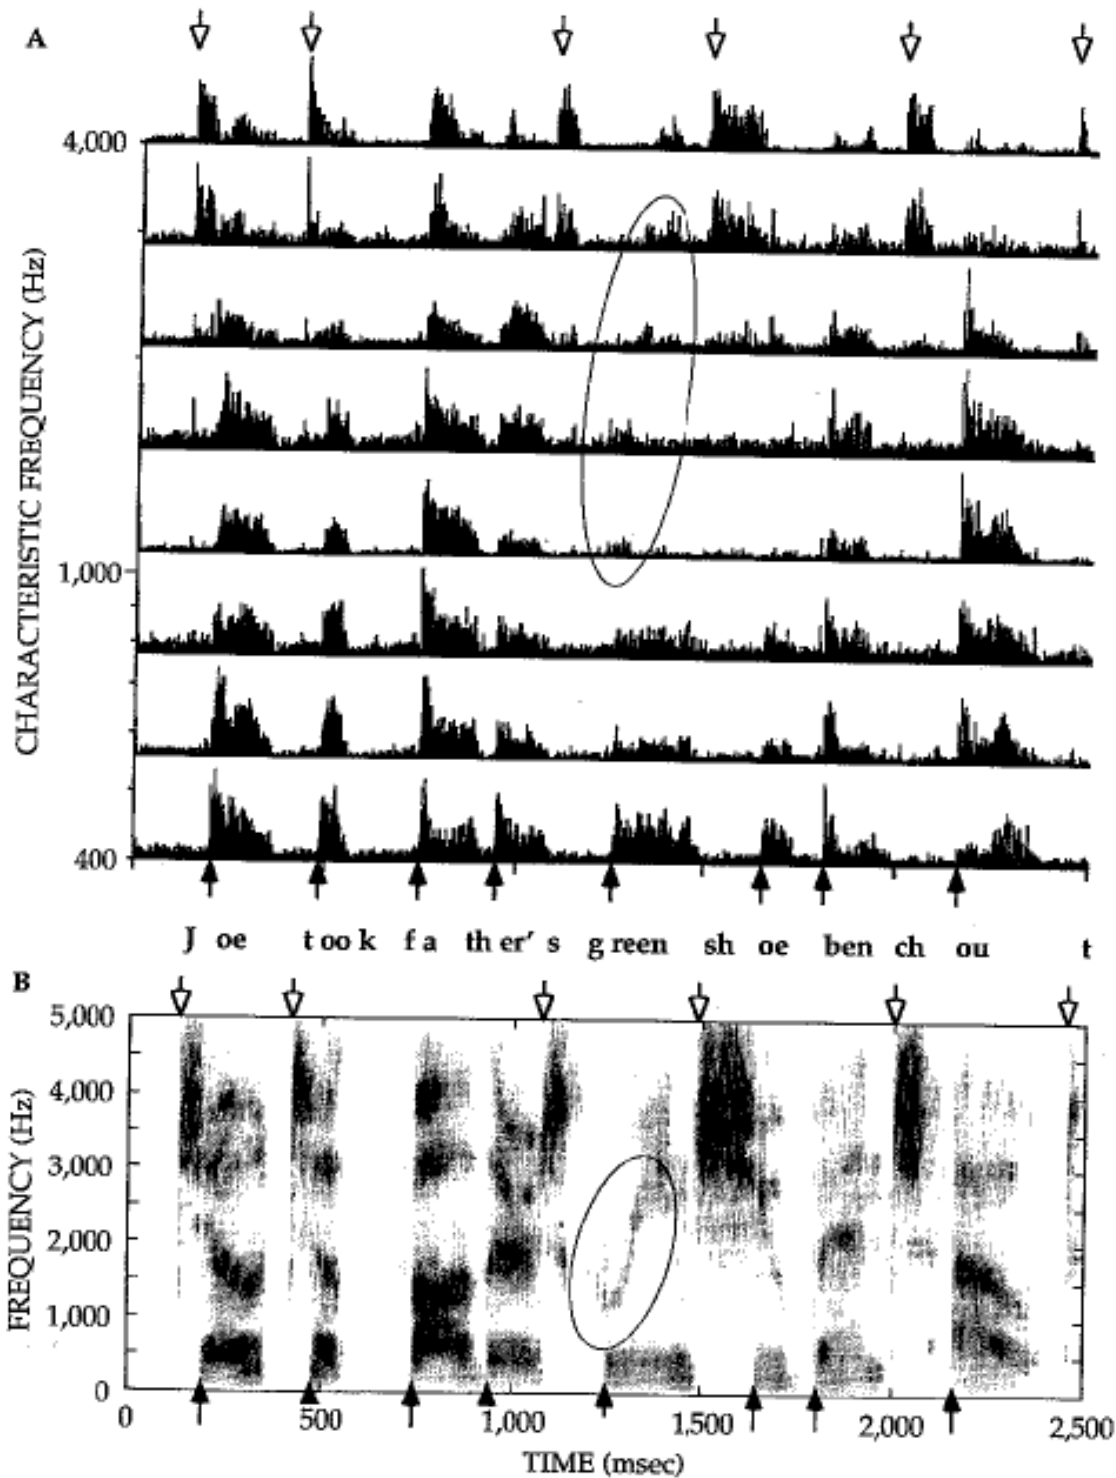 A
4,000
CHARACTERISTIC FREQUENCY (Hz)
1,000
400
J oe t oo k f a th er' s g reen sh oe ben ch ou t
B
5,000
4,000
3,000
2,000
1,000
0
FREQUENCY (Hz)
0 500 1,000 1,500 2,000 2,500
TIME (msec)